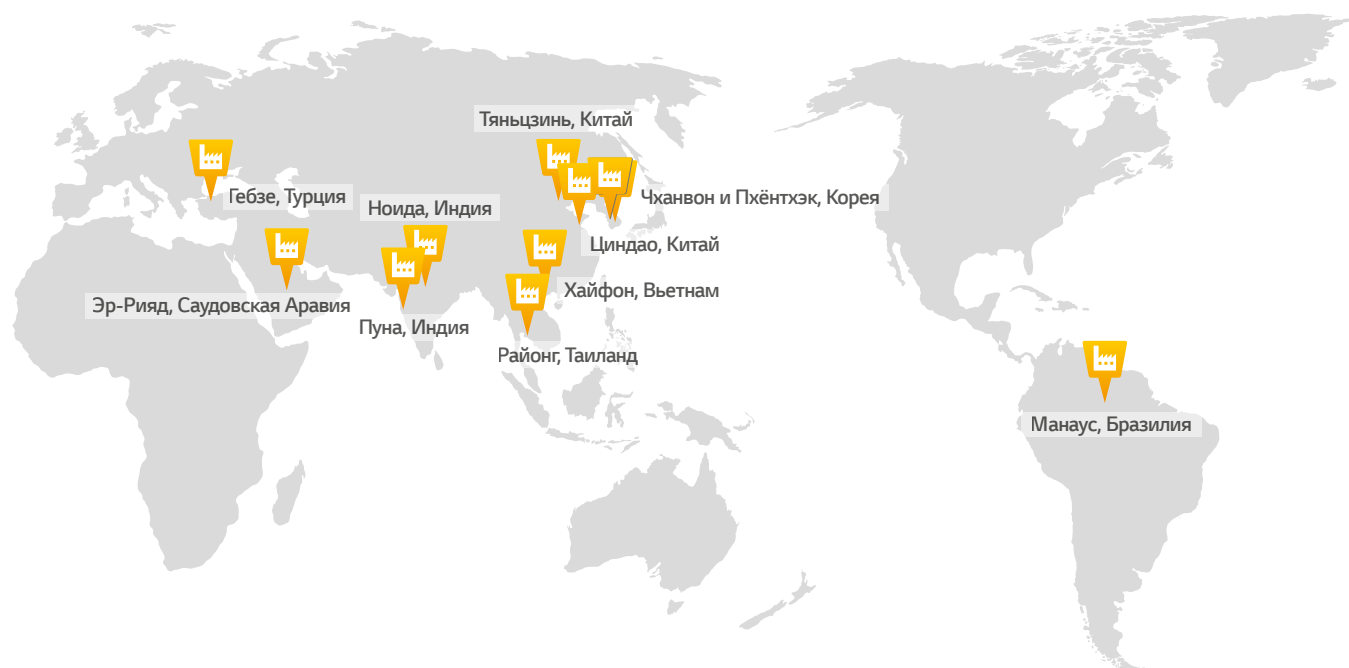 Тяньцзинь, Китай
Гебзе, Турция
Ноида, Индия
Чханвон и Пхёнтхэк, Корея
Циндао, Китай
Хайфон, Вьетнам
Эр-Рияд, Саудовская Аравия
Пуна, Индия
Районг, Таиланд
Манаус, Бразилия